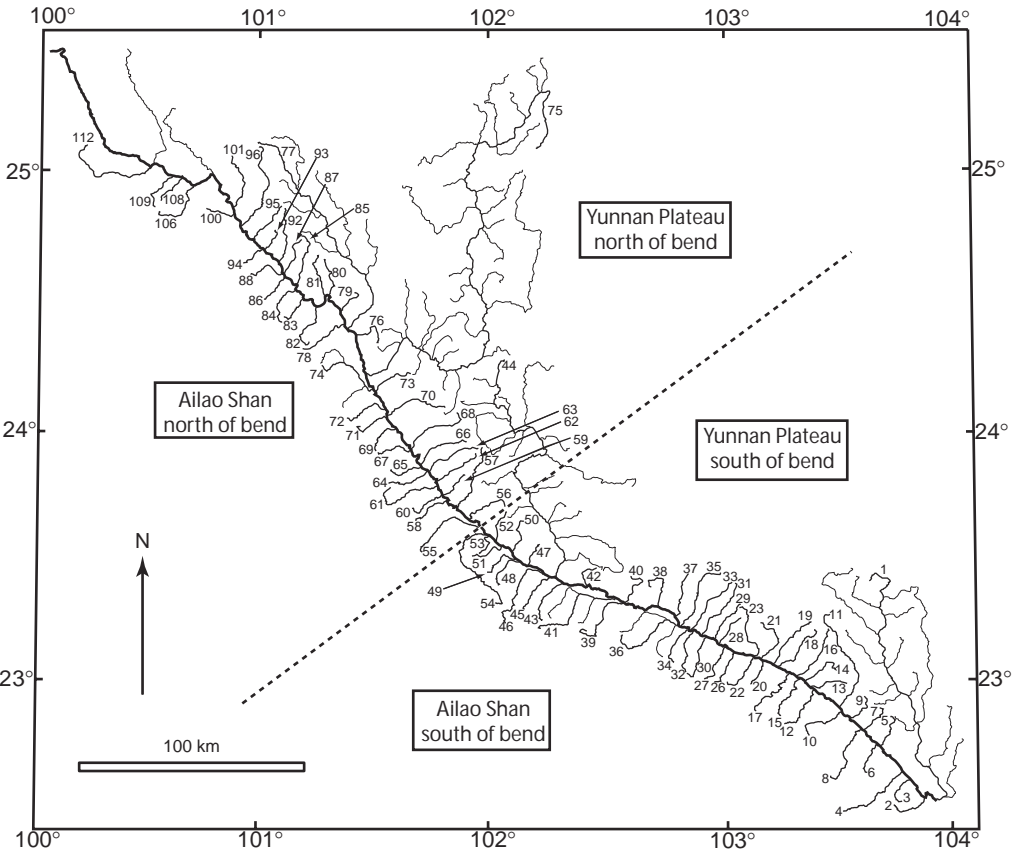 100° 101° 102° 103° 104°
75
112
101 96 77 93
25° 25°
87
109 108 95 85
106 100 92
Yunnan Plateau
north of bend
94
88 81 80
86 79
84
83 76
82
78
74 44
73
Ailao Shan
north of bend
70
72 68 63
71 66 62
24° 24°
Yunnan Plateau
south of bend
69 57 59
67 65
64
61 56
60
58 52 50
N
55 53 47
51
49 48 42 40 38 37 35 33 31 1
54 29
46 45 43 41 39 23 19 11
36 28 21 18 16
34 32 30 14
23° 27 26 22 20 13 23°
17 15 12 9 7 5
10
Ailao Shan
south of bend
100 km
8 6
4 2 3
100° 101° 102° 103° 104°